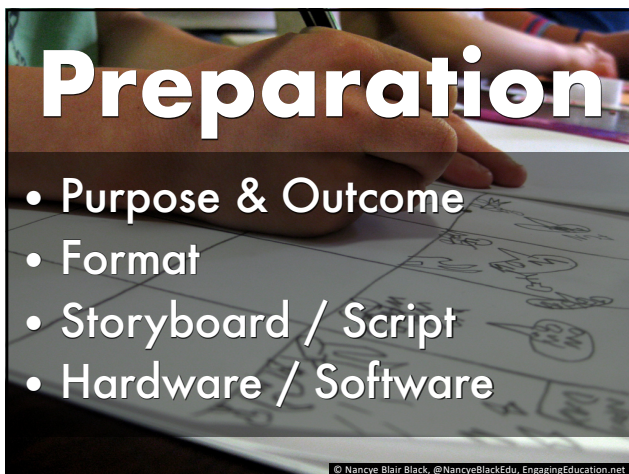 Preparation
• Purpose & Outcome
• Format
• Storyboard / Script
• Hardware / Software
© Nancye Blair Black, @NancyeBlackEdu, EngagingEducation.net